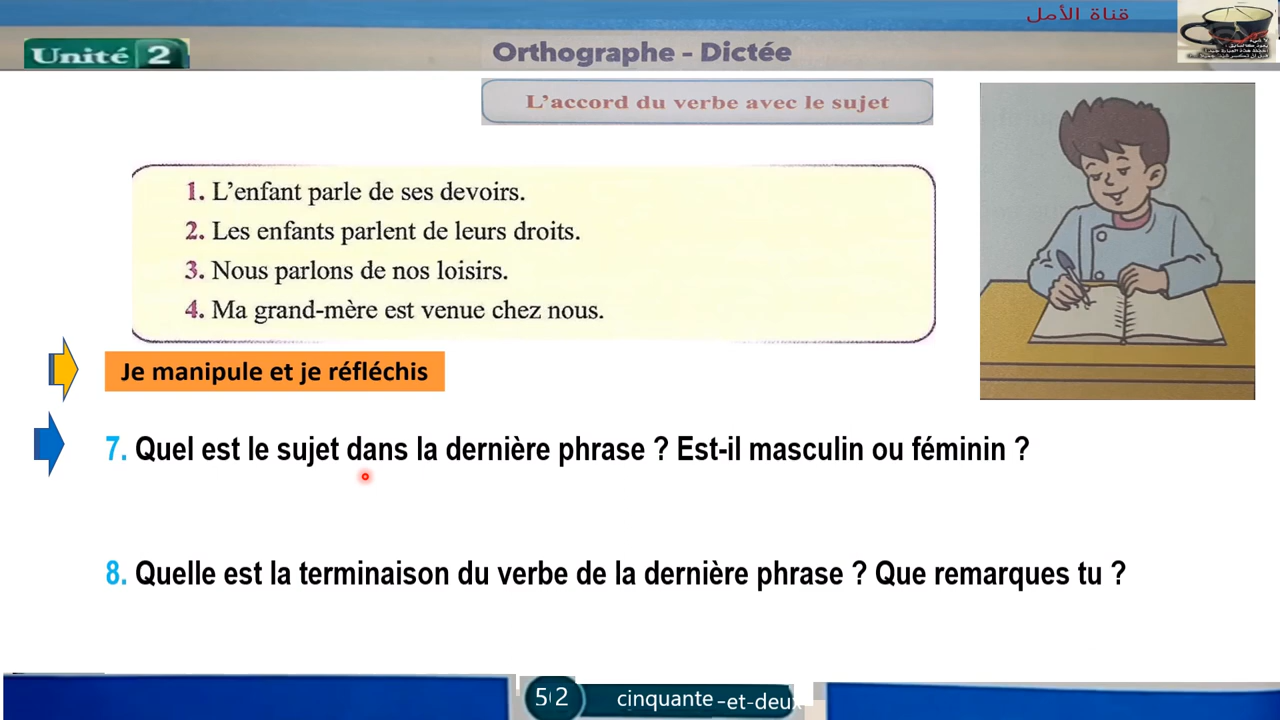 قناة الأمل
Unité 2
Orthographe - Dictée
L'accord du verbe avec le sujet
1. L'enfant parle de ses devoirs.
2. Les enfants parlent de leurs droits.
3. Nous parlons de nos loisirs.
4. Ma grand-mère est venue chez nous.
Je manipule et je réfléchis
7. Quel est le sujet dans la dernière phrase ? Est-il masculin ou féminin ?
8. Quelle est la terminaison du verbe de la dernière phrase ? Que remarques tu ?
52 cinquante -et-deux